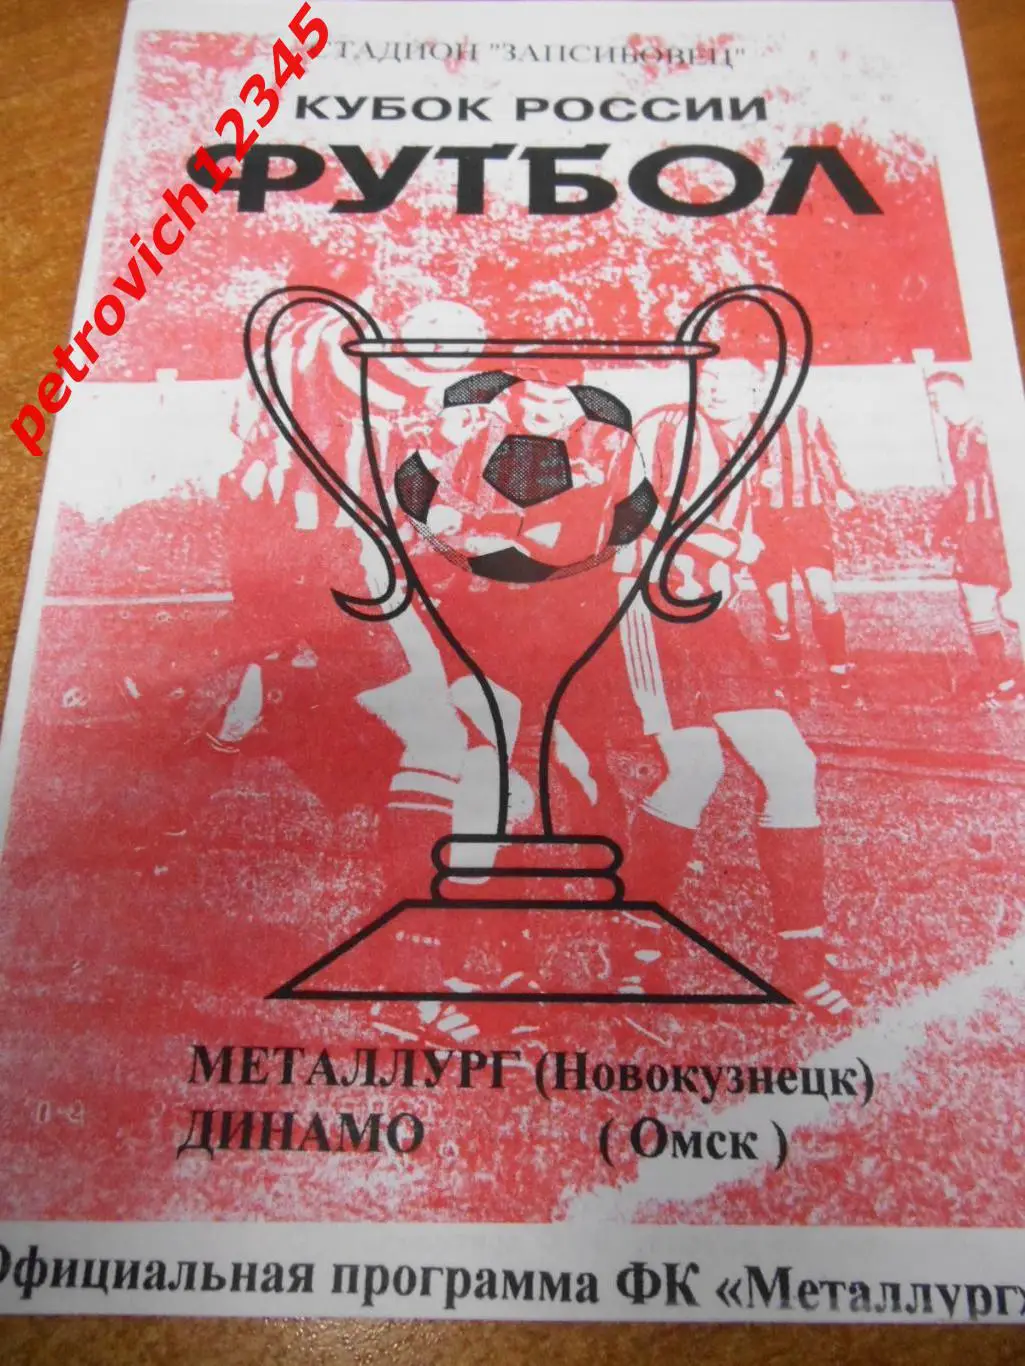 СТАДИОН "ЗАПСИБОВЕЦ"
КУБОК РОССИИ
ФУТБОЛ
МЕТАЛЛУРГ (Новокузнецк)
ДИНАМО ( Омск )
Официальная программа ФК «Металлург»
petrovich12345